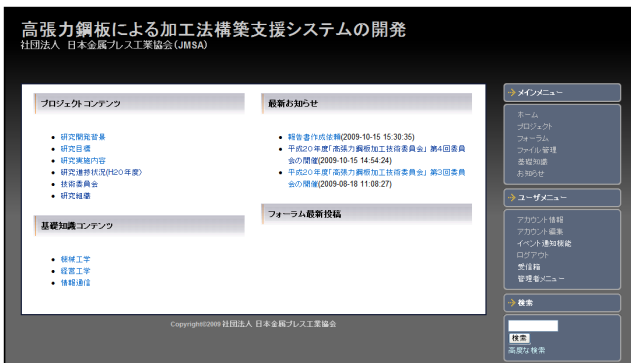 高張力鋼板による加工法構築支援システムの開発
社団法人 日本金属プレス工業協会(JMSA)
プロジェクトコンテンツ
研究開発背景
研究目標
研究実施内容
研究進捗状況(H20年度)
技術委員会
研究組織
基礎知識コンテンツ
機械工学
経営工学
情報通信
最新お知らせ
報告書作成依頼(2009-10-15 15:30:35)
平成20年度「高張力鋼板加工技術委員会」第4回委員
会の開催(2009-10-15 14:54:24)
平成20年度「高張力鋼板加工技術委員会」第3回委員
会の開催(2009-08-18 11:08:27)
フォーラム最新投稿
メインメニュー
ホーム
プロジェクト
フォーラム
ファイル管理
基礎知識
お知らせ
ユーザメニュー
アカウント情報
アカウント編集
イベント通知機能
ログアウト
受信箱
管理者メニュー
検索
検索
高度な検索
Copyright©2009 社団法人 日本金属プレス工業協会